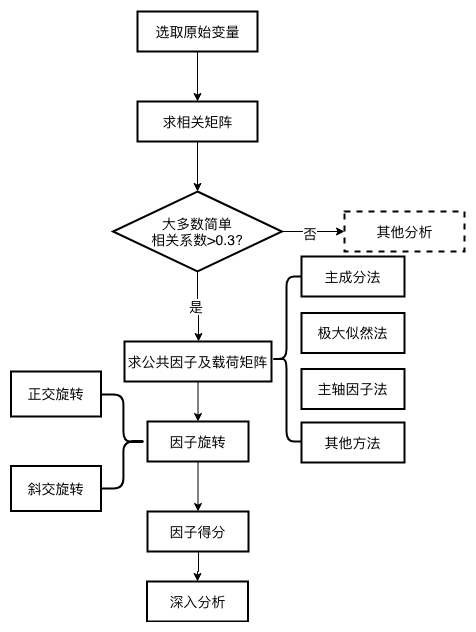 选取原始变量
求相关矩阵
大多数简单
相关系数>0.3?
否
其他分析
是
主成分法
极大似然法
求公共因子及载荷矩阵
主轴因子法
其他方法
正交旋转
因子旋转
斜交旋转
因子得分
深入分析